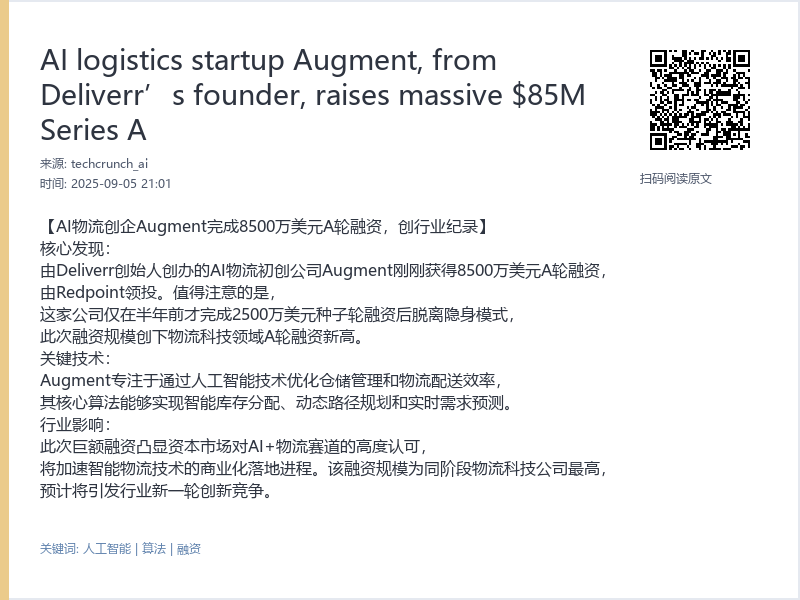 AI logistics startup Augment, from
Deliverr’s founder, raises massive $85M
Series A
来源: techcrunch_ai
时间: 2025-09-05 21:01
扫码阅读原文
【AI物流创企Augment完成8500万美元A轮融资，创行业纪录】
核心发现：
由Deliverr创始人创办的AI物流初创公司Augment刚刚获得8500万美元A轮融资，
由Redpoint领投。值得注意的是，
这家公司仅在半年前才完成2500万美元种子轮融资后脱离隐身模式，
此次融资规模创下物流科技领域A轮融资新高。
关键技术：
Augment专注于通过人工智能技术优化仓储管理和物流配送效率，
其核心算法能够实现智能库存分配、动态路径规划和实时需求预测。
行业影响：
此次巨额融资凸显资本市场对AI+物流赛道的高度认可，
将加速智能物流技术的商业化落地进程。该融资规模为同阶段物流科技公司最高，
预计将引发行业新一轮创新竞争。
关键词: 人工智能 | 算法 | 融资